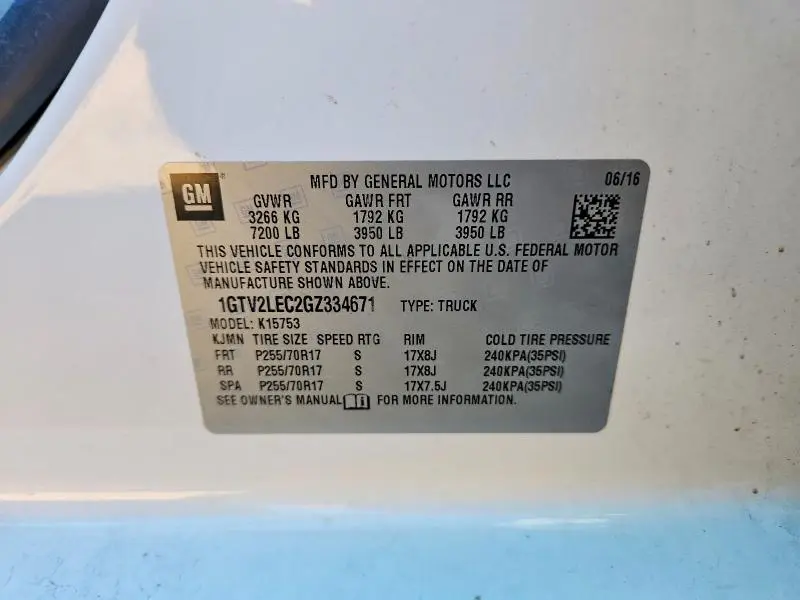 GM
MFD BY GENERAL MOTORS LLC 06/16
GVWR GAWR FRT GAWR RR
3266 KG 1792 KG 1792 KG
7200 LB 3950 LB 3950 LB
THIS VEHICLE CONFORMS TO ALL APPLICABLE U.S. FEDERAL MOTOR
VEHICLE SAFETY STANDARDS IN EFFECT ON THE DATE OF
MANUFACTURE SHOWN ABOVE.
1GTV2LEC2GZ334671 TYPE: TRUCK
MODEL: K15753
KJMN TIRE SIZE SPEED RTG RIM COLD TIRE PRESSURE
FRT P255/70R17 S 17X8J 240KPA(35PSI)
RR P255/70R17 S 17X8J 240KPA(35PSI)
SPA P255/70R17 S 17X7.5J 240KPA(35PSI)
SEE OWNER'S MANUAL FOR MORE INFORMATION.